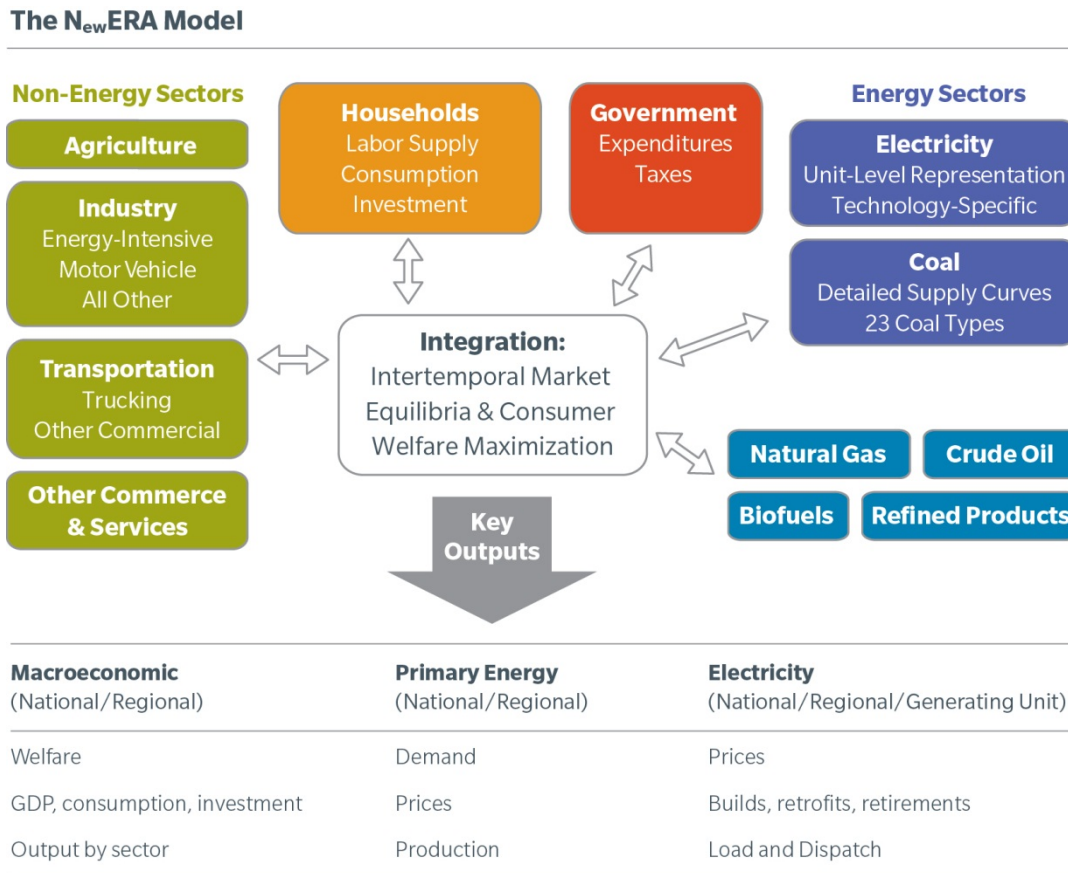 The NewERA Model
Non-Energy Sectors
Agriculture
Industry
Energy-Intensive
Motor Vehicle
All Other
Transportation
Trucking
Other Commercial
Other Commerce
& Services
Households
Labor Supply
Consumption
Investment
Government
Expenditures
Taxes
Energy Sectors
Electricity
Unit-Level Representation
Technology-Specific
Coal
Detailed Supply Curves
23 Coal Types
Integration:
Intertemporal Market
Equilibria & Consumer
Welfare Maximization
Natural Gas
Crude Oil
Biofuels
Refined Products
Key
Outputs
Macroeconomic
(National/Regional)
Primary Energy
(National/Regional)
Electricity
(National/Regional/Generating Unit)
Welfare
Demand
Prices
GDP, consumption, investment
Prices
Builds, retrofits, retirements
Output by sector
Production
Load and Dispatch